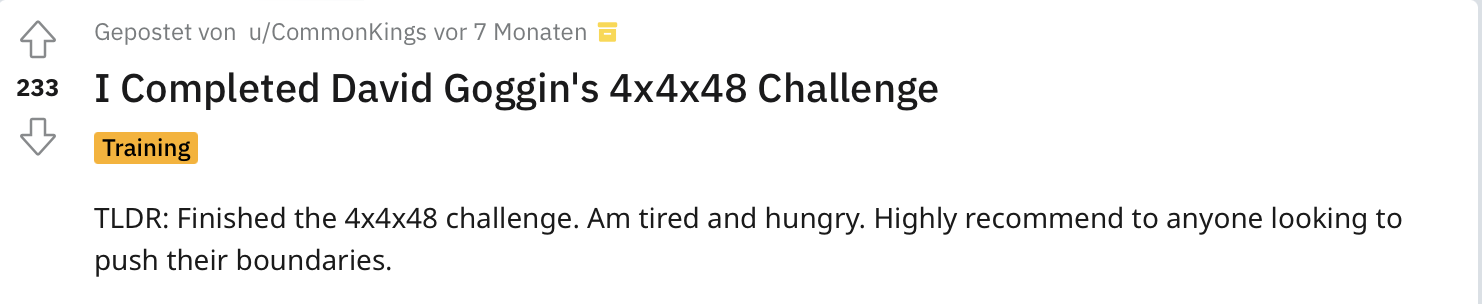 Gepostet von u/CommonKings vor 7 Monaten
233
I Completed David Goggin's 4x4x48 Challenge
Training
TLDR: Finished the 4x4x48 challenge. Am tired and hungry. Highly recommend to anyone looking to
push their boundaries.